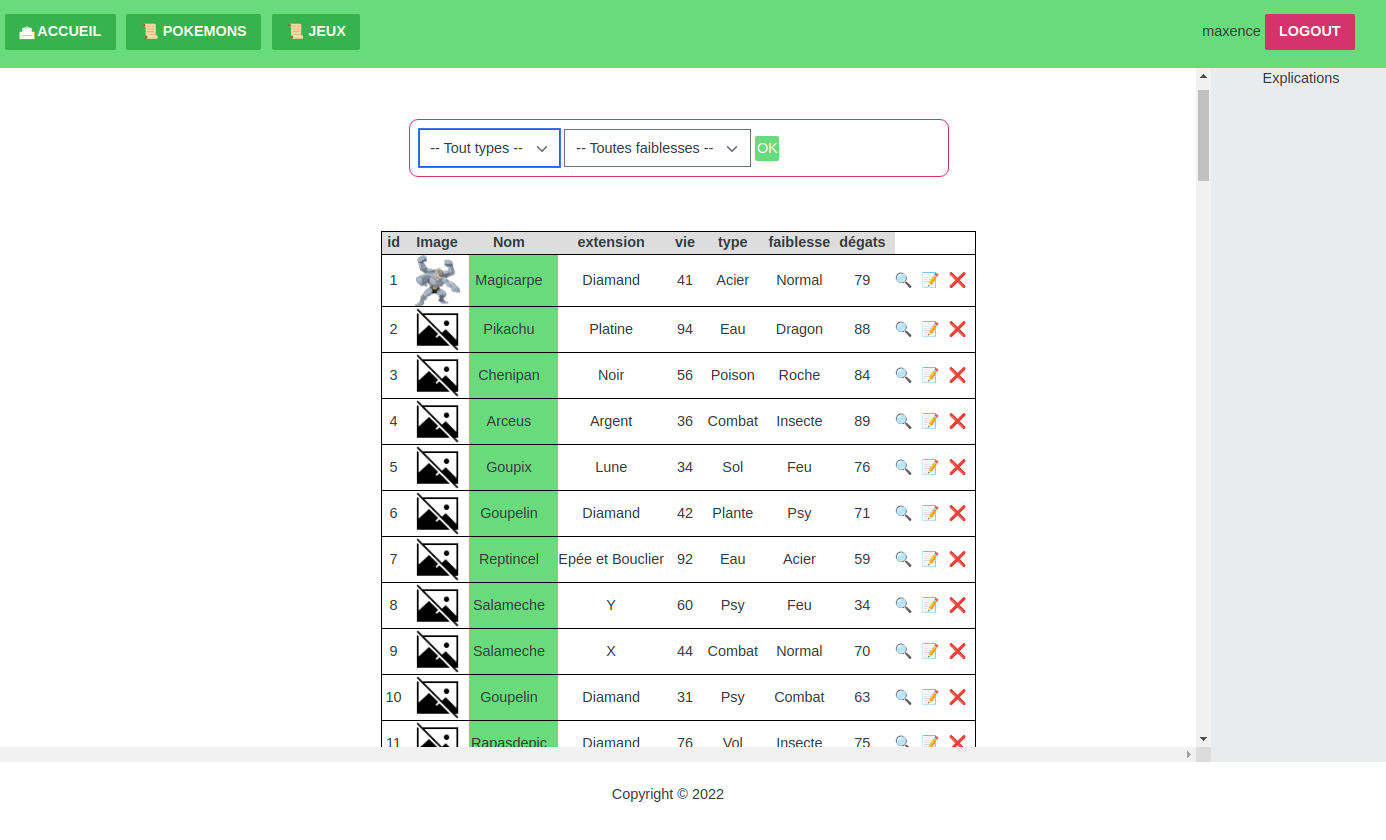 ACCUEIL POKEMONS JEUX maxence LOGOUT
Explications
-- Tout types -- -- Toutes faiblesses -- OK
id Image Nom extension vie type faiblesse dégats
1 Magicarpe Diamand 41 Acier Normal 79
2 Pikachu Platine 94 Eau Dragon 88
3 Chenipan Noir 56 Poison Roche 84
4 Arceus Argent 36 Combat Insecte 89
5 Goupix Lune 34 Sol Feu 76
6 Goupelin Diamand 42 Plante Psy 71
7 Reptincel Epée et Bouclier 92 Eau Acier 59
8 Salameche Y 60 Psy Feu 34
9 Salameche X 44 Combat Normal 70
10 Goupelin Diamand 31 Psy Combat 63
11 Rapasdepic Diamand 76 Vol Insecte 75
Copyright © 2022